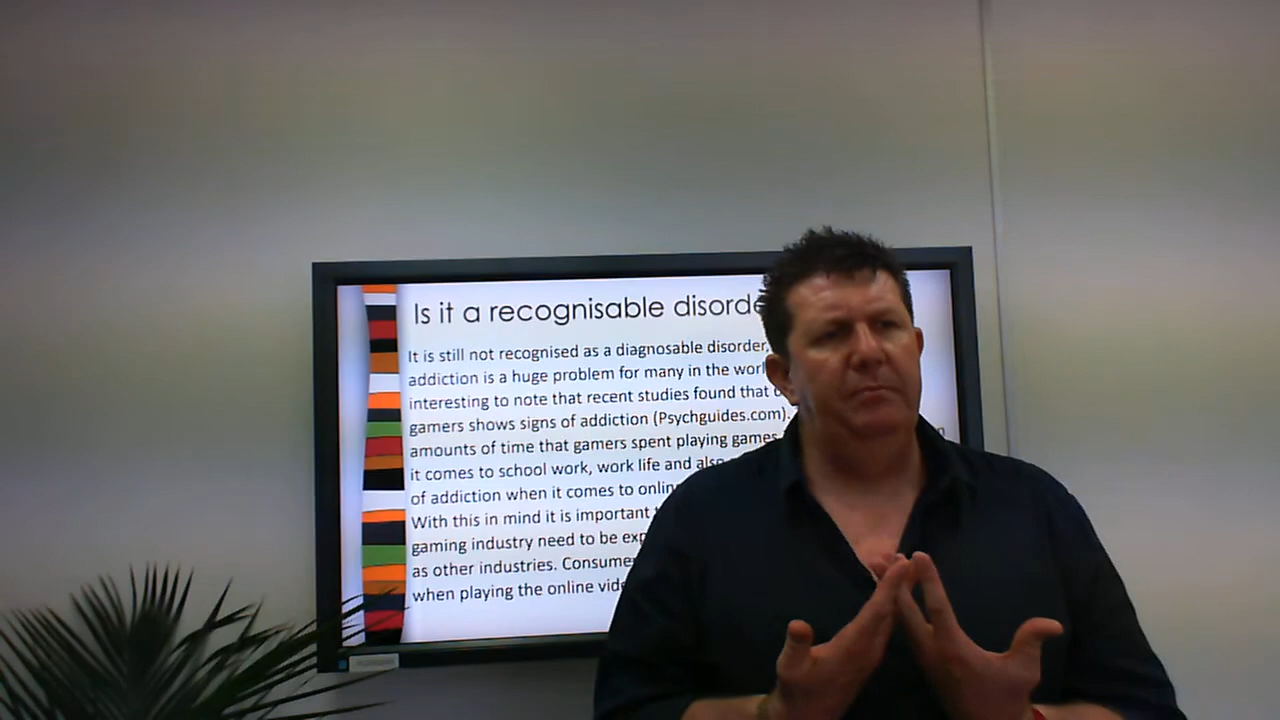 Is it a recognisable disorde
It is still not recognised as a diagnosable disorder,
addiction is a huge problem for many in the worl
interesting to note that recent studies found that o
gamers shows signs of addiction (Psychguides.com).
amounts of time that gamers spent playing games
it comes to school work, work life and also
of addiction when it comes to onlin
With this in mind it is important
gaming industry need to be exp
as other industries. Consumer
when playing the online vide